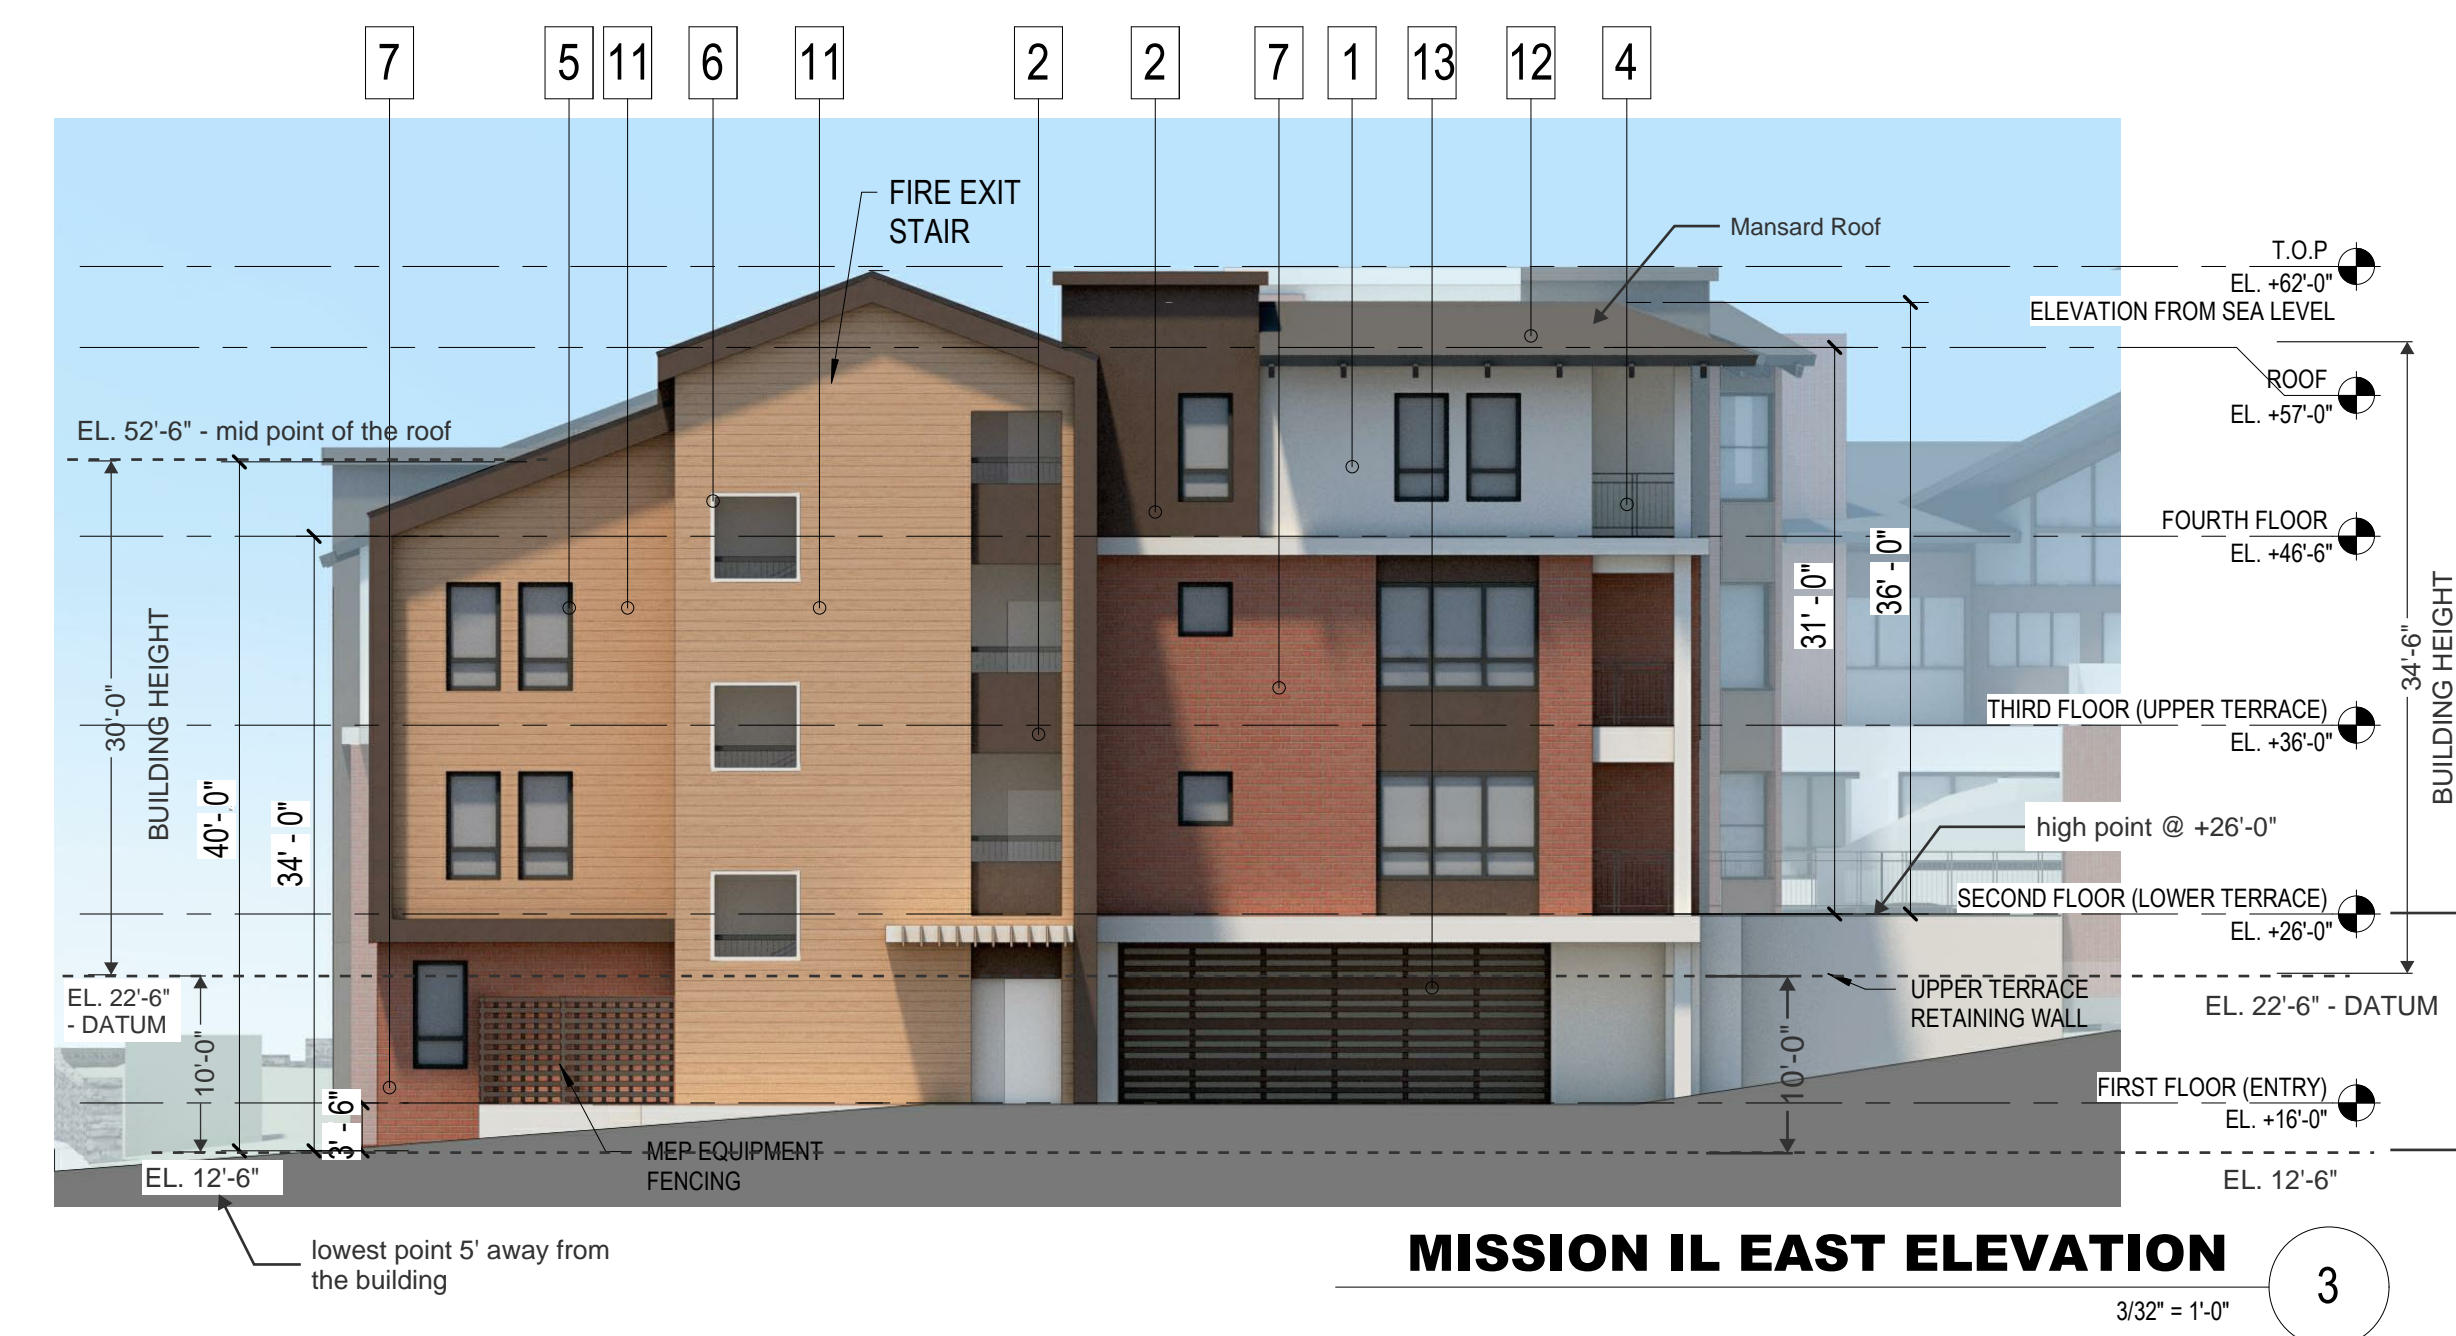 7 5 11 6 11 2 2 7 1 13 12 4
FIRE EXIT
STAIR
Mansard Roof
T.O.P
EL. +62'-0"
ELEVATION FROM SEA LEVEL
ROOF
EL. +57'-0"
EL. 52'-6" - mid point of the roof
FOURTH FLOOR
EL. +46'-6"
30'-0"
BUILDING HEIGHT
40'- 0"
34' - 0"
31' - 0"
36' - 0"
34'-6"
BUILDING HEIGHT
THIRD FLOOR (UPPER TERRACE)
EL. +36'-0"
high point @ +26'-0"
SECOND FLOOR (LOWER TERRACE)
EL. +26'-0"
EL. 22'-6"
- DATUM
UPPER TERRACE
RETAINING WALL
EL. 22'-6" - DATUM
10'-0"
10'-0"
3' - 6"
FIRST FLOOR (ENTRY)
EL. +16'-0"
MEP EQUIPMENT
FENCING
EL. 12'-6"
EL. 12'-6"
lowest point 5' away from
the building
MISSION IL EAST ELEVATION
3
3/32" = 1'-0"